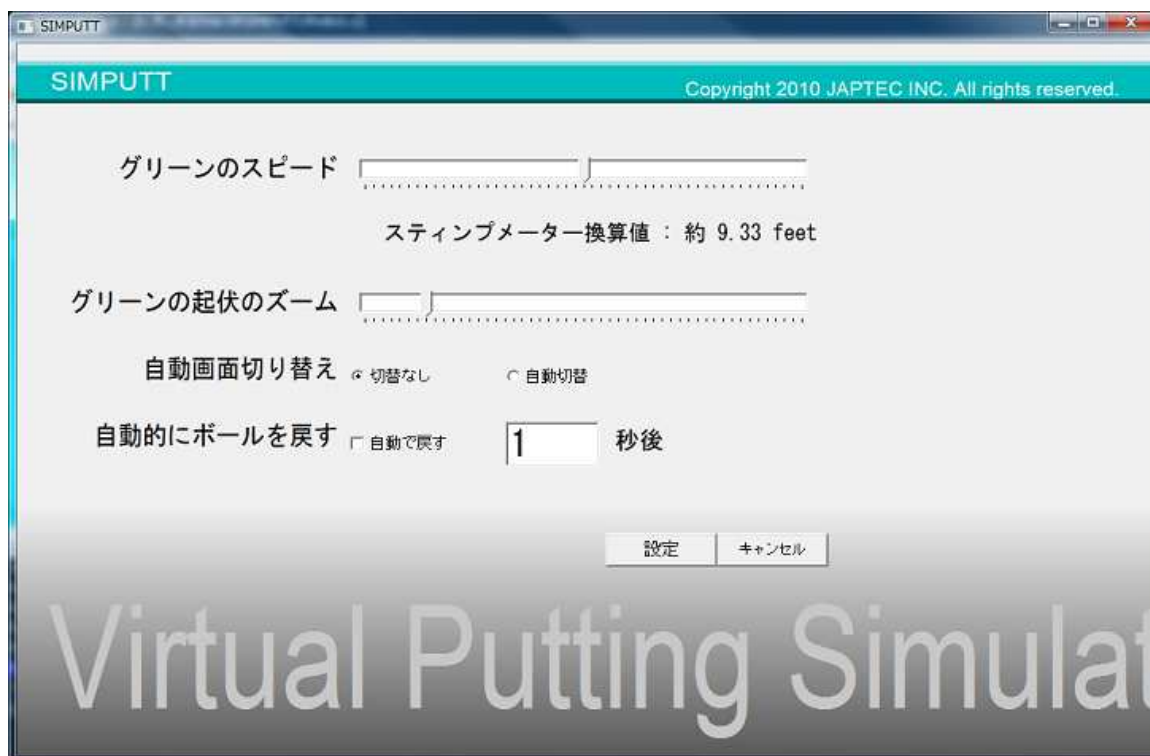 SIMPUTT
SIMPUTT
Copyright 2010 JAPTEC INC. All rights reserved.
グリーンのスピード
スティンプメーター換算値 : 約 9.33 feet
グリーンの起伏のズーム
自動画面切り替え 切替なし 自動切替
自動的にボールを戻す 自動で戻す 1 秒後
設定 キャンセル
Virtual Putting Simulat